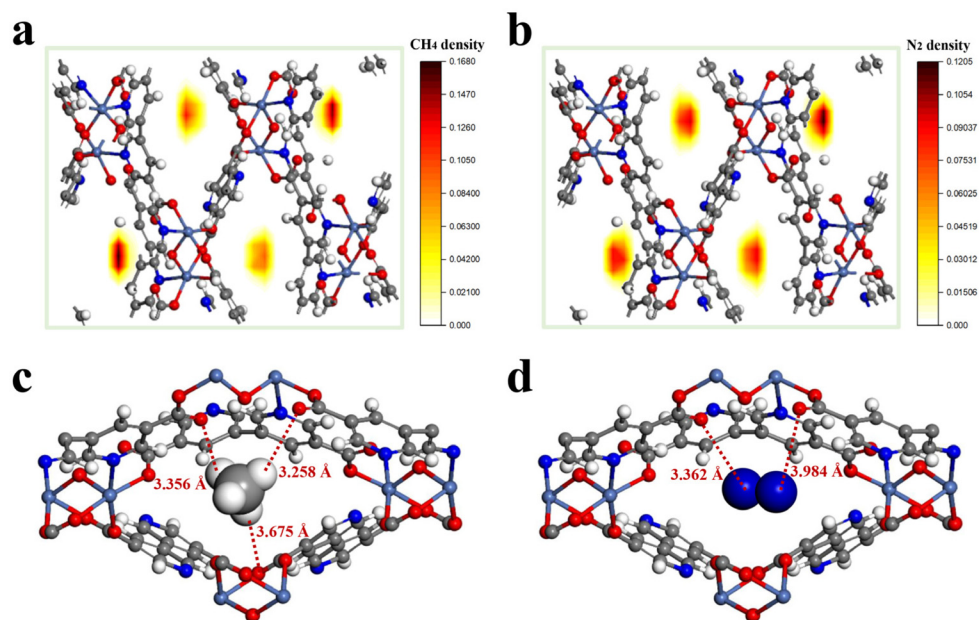 a
CH4 density
0.1680
0.1470
0.1260
0.1050
0.08400
0.06300
0.04200
0.02100
0.000
b
N2 density
0.1205
0.1054
0.09037
0.07531
0.06025
0.04519
0.03012
0.01506
0.000
c
3.356 Å
3.258 Å
3.675 Å
d
3.362 Å
3.984 Å